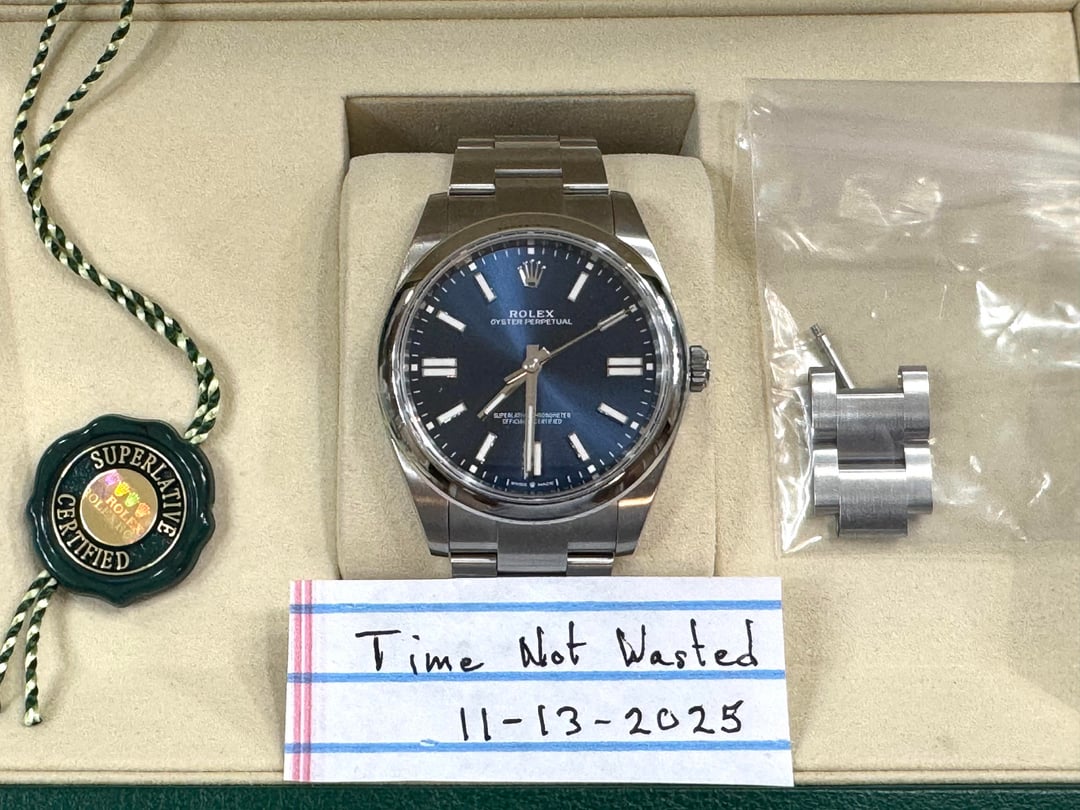 ROLEX
OYSTER PERPETUAL
SUPERLATIVE CHRONOMETER
OFFICIALLY CERTIFIED
SWISS MADE
SUPERLATIVE
CERTIFIED
ROLEX
Time Not Wasted
11-13-2025